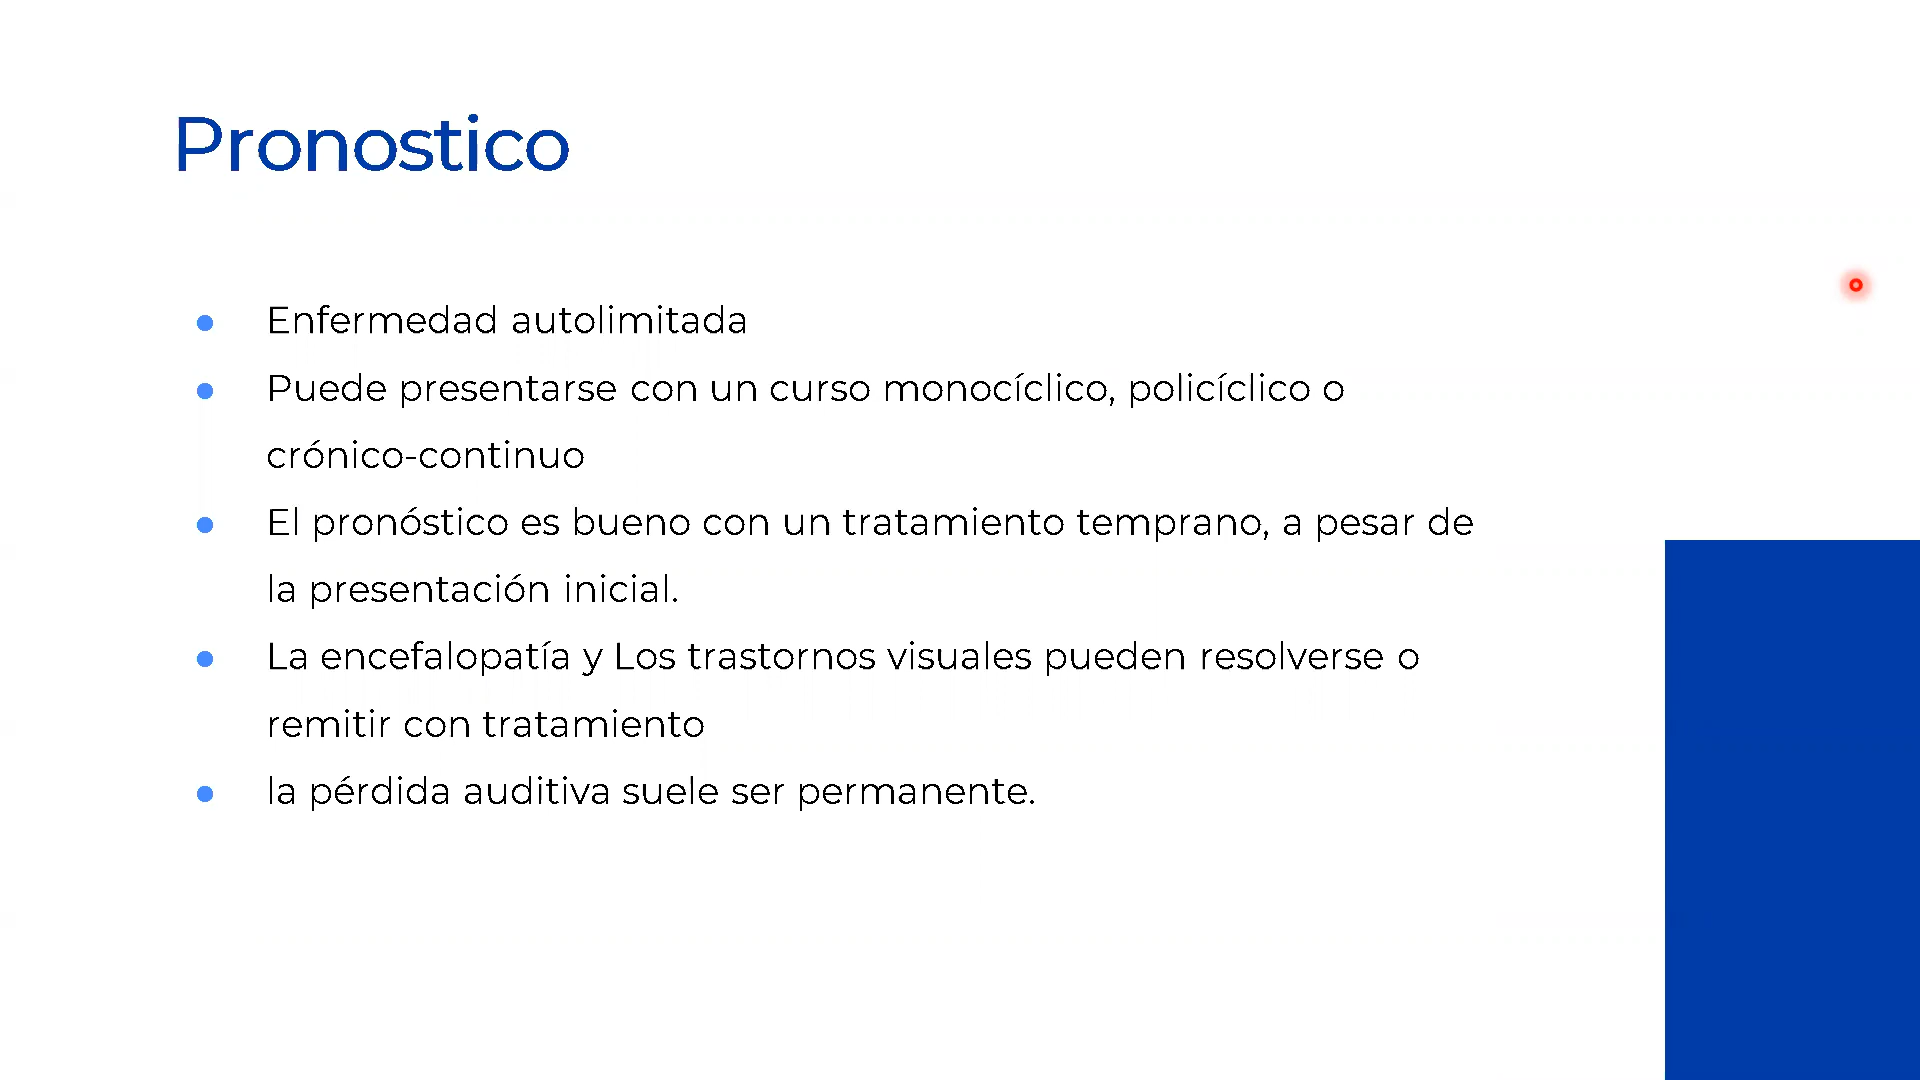 Pronostico
● Enfermedad autolimitada
● Puede presentarse con un curso monocíclico, policíclico o
crónico-continuo
● El pronóstico es bueno con un tratamiento temprano, a pesar de
la presentación inicial.
● La encefalopatía y Los trastornos visuales pueden resolverse o
remitir con tratamiento
● la pérdida auditiva suele ser permanente.